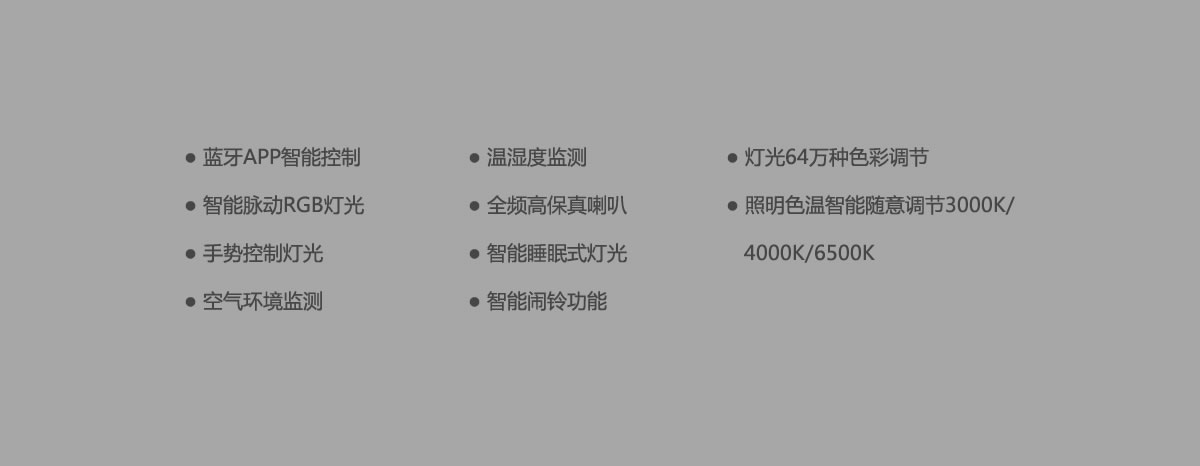 ● 蓝牙APP智能控制
● 智能脉动RGB灯光
● 手势控制灯光
● 空气环境监测
● 温湿度监测
● 全频高保真喇叭
● 智能睡眠式灯光
● 智能闹铃功能
● 灯光64万种色彩调节
● 照明色温智能随意调节3000K/
4000K/6500K